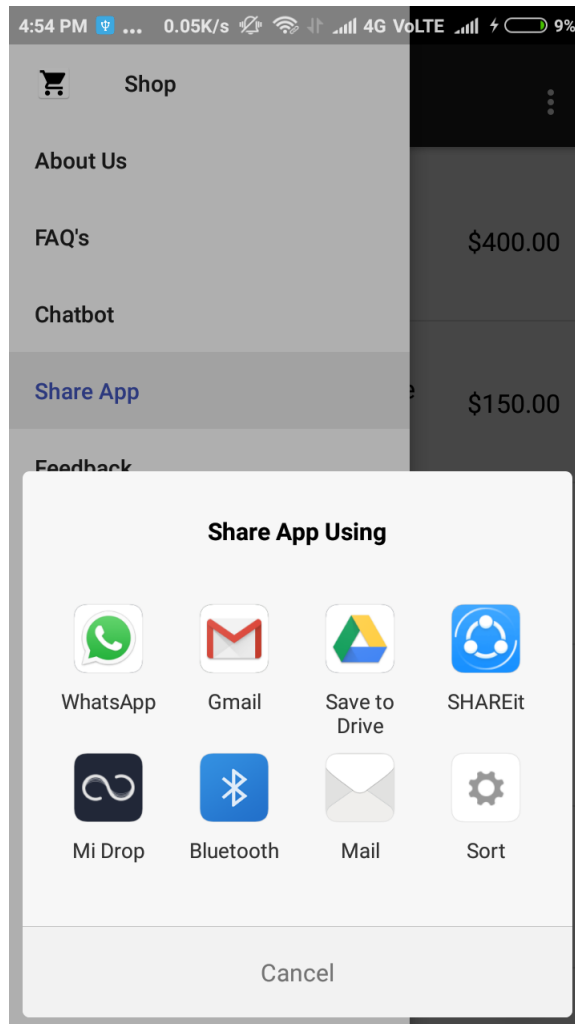 4:54 PM ... 0.05K/s 4G VoLTE 9%
Shop
About Us
FAQ's
$400.00
Chatbot
Share App
e $150.00
Feedback
Share App Using
WhatsApp Gmail Save to Drive SHAREit
Mi Drop Bluetooth Mail Sort
Cancel